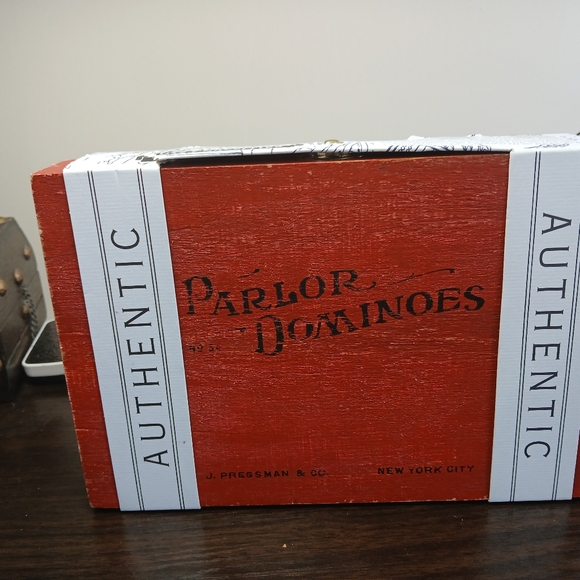 AUTHENTIC
PARLOR
DOMINOES
J. PRESSMAN & CO. NEW YORK CITY
AUTHENTIC